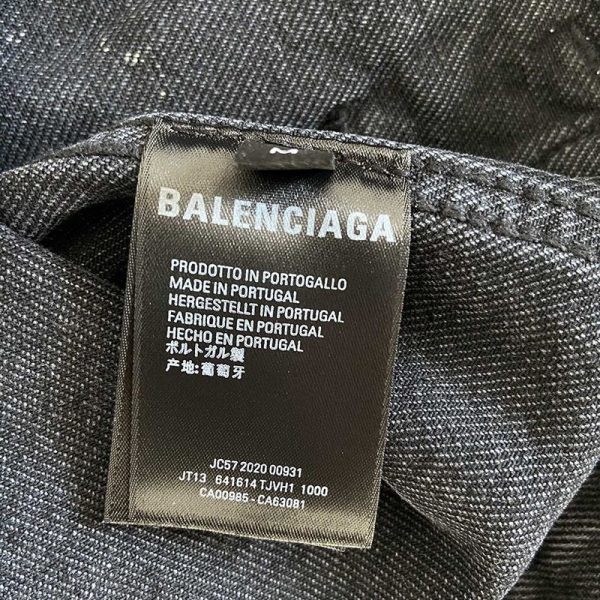 BALENCIAGA
PRODOTTO IN PORTOGALLO
MADE IN PORTUGAL
HERGESTELLT IN PORTUGAL
FABRIQUE EN PORTUGAL
HECHO EN PORTUGAL
ポルトガル製
产地:葡萄牙
JC57 2020 00931
JT13 641614 TJVH1 1000
CA00985 - CA63081